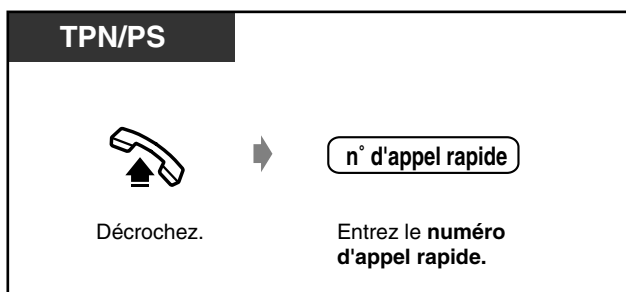 TPN/PS
n° d'appel rapide
Décrochez.
Entrez le numéro
d'appel rapide.